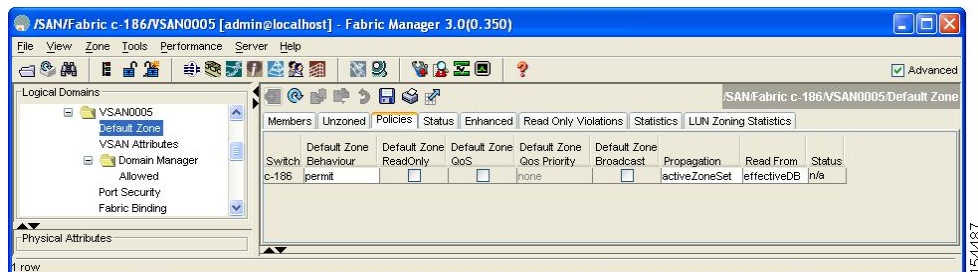 /SAN/Fabric c-186/VSAN0005 [admin@localhost] - Fabric Manager 3.0(0.350)
File View Zone Tools Performance Server Help
Advanced
Logical Domains
VSAN0005
Default Zone
VSAN Attributes
Domain Manager
Allowed
Port Security
Fabric Binding
Physical Attributes
/SAN/Fabric c-186/VSAN0005/Default Zone
Members Unzoned Policies Status Enhanced Read Only Violations Statistics LUN Zoning Statistics
Default Zone Default Zone Default Zone Default Zone Default Zone
Switch Behaviour ReadOnly QoS Qos Priority Broadcast Propagation Read From Status
c-186 permit none activeZoneSet effectiveDB n/a
1 row
154487